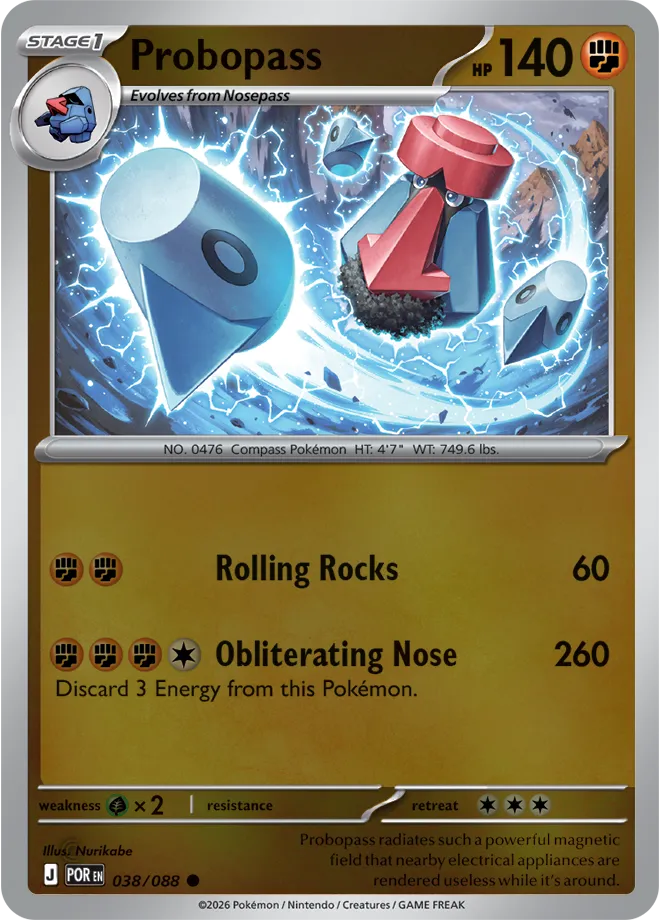 STAGE1
Probopass
HP 140
Evolves from Nosepass
NO. 0476 Compass Pokémon HT: 4'7" WT: 749.6 lbs.
Rolling Rocks 60
Obliterating Nose 260
Discard 3 Energy from this Pokémon.
weakness ×2 resistance retreat
Illus. Nurikabe
Probopass radiates such a powerful magnetic
field that nearby electrical appliances are
rendered useless while it's around.
J POR EN 038/088
©2026 Pokémon / Nintendo / Creatures / GAME FREAK